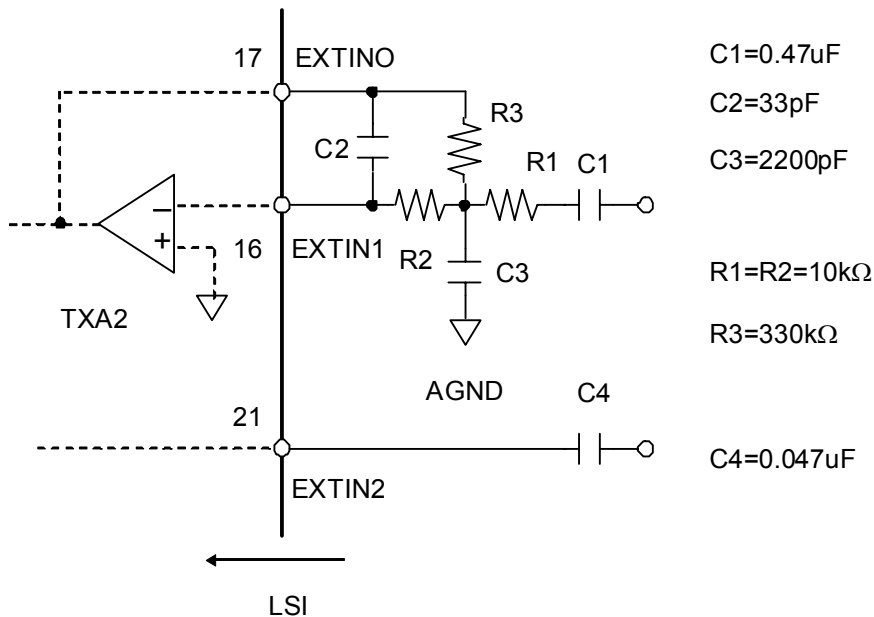 17 EXTINO
C1=0.47uF
C2=33pF
C3=2200pF
R3
C2
R1 C1
−
+
16 EXTIN1
R2 C3
R1=R2=10kΩ
R3=330kΩ
TXA2
AGND
C4
21
C4=0.047uF
EXTIN2
LSI